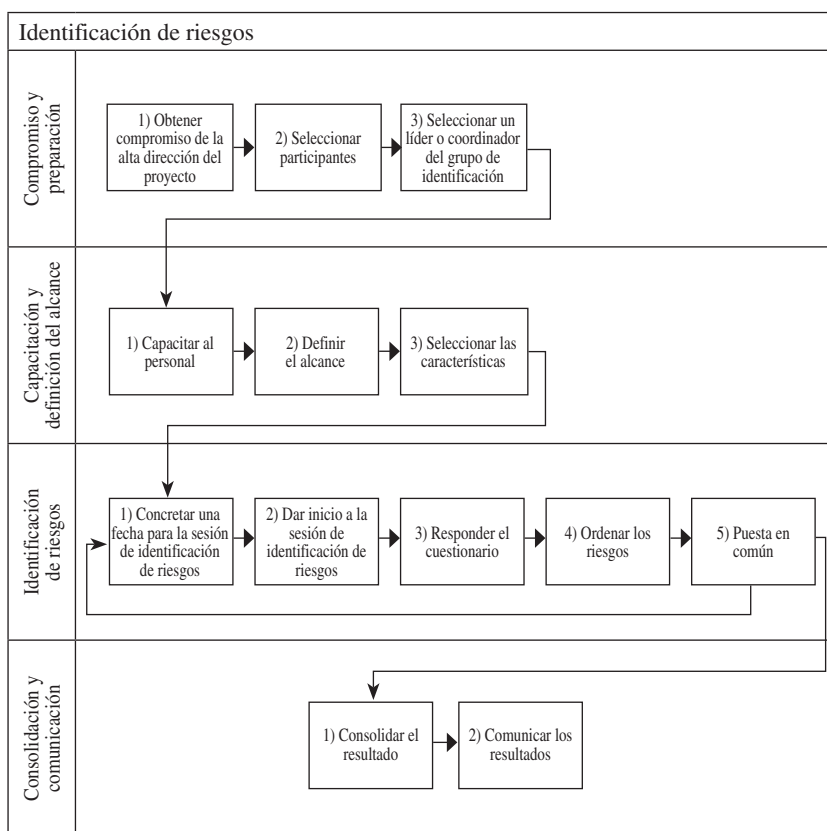 Identificación de riesgos
Compromiso y
preparación
1) Obtener
compromiso de la
alta dirección del
proyecto
2) Seleccionar
participantes
3) Seleccionar un
líder o coordinador
del grupo de
identificación
Capacitación y
definición del alcance
1) Capacitar al
personal
2) Definir
el alcance
3) Seleccionar las
características
Identificación
de riesgos
1) Concretar una
fecha para la sesión
de identificación
de riesgos
2) Dar inicio a la
sesión de
identificación de
riesgos
3) Responder el
cuestionario
4) Ordenar los
riesgos
5) Puesta en
común
Consolidación y
comunicación
1) Consolidar el
resultado
2) Comunicar los
resultados